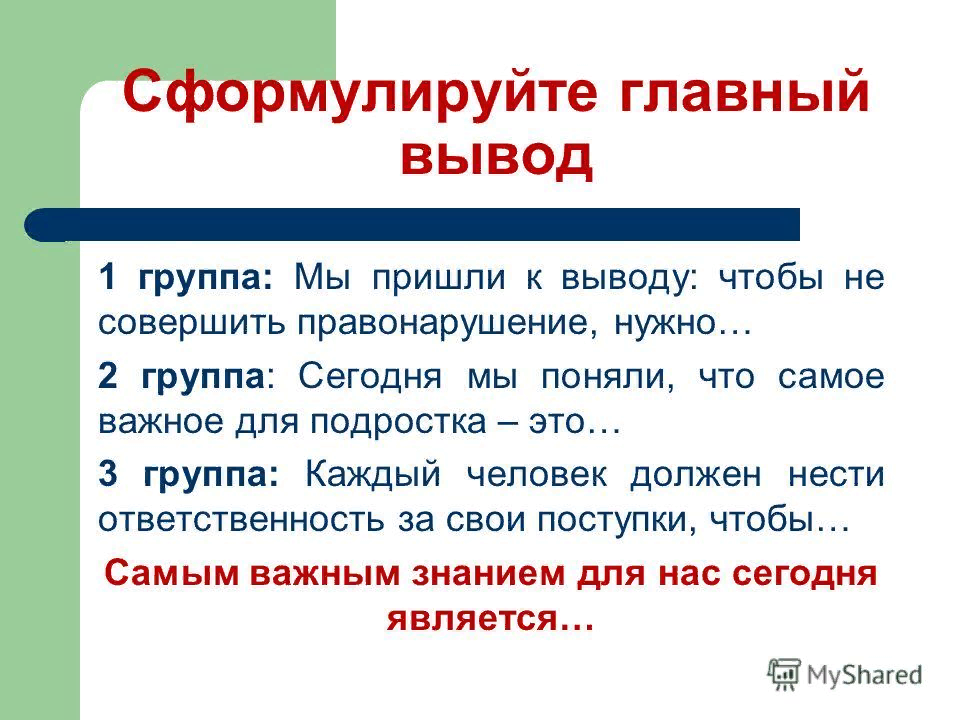 Сформулируйте главный
вывод
1 группа: Мы пришли к выводу: чтобы не
совершить правонарушение, нужно…
2 группа: Сегодня мы поняли, что самое
важное для подростка – это…
3 группа: Каждый человек должен нести
ответственность за свои поступки, чтобы…
Самым важным знанием для нас сегодня
является…
MyShared